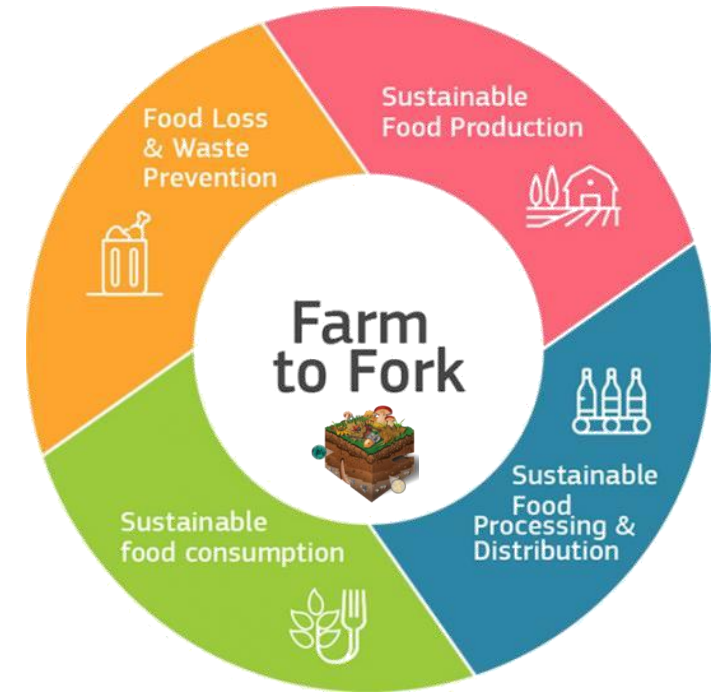 Sustainable
Food Production
Food Loss
& Waste
Prevention
Farm
to Fork
Sustainable
Food
Processing &
Distribution
Sustainable
food consumption